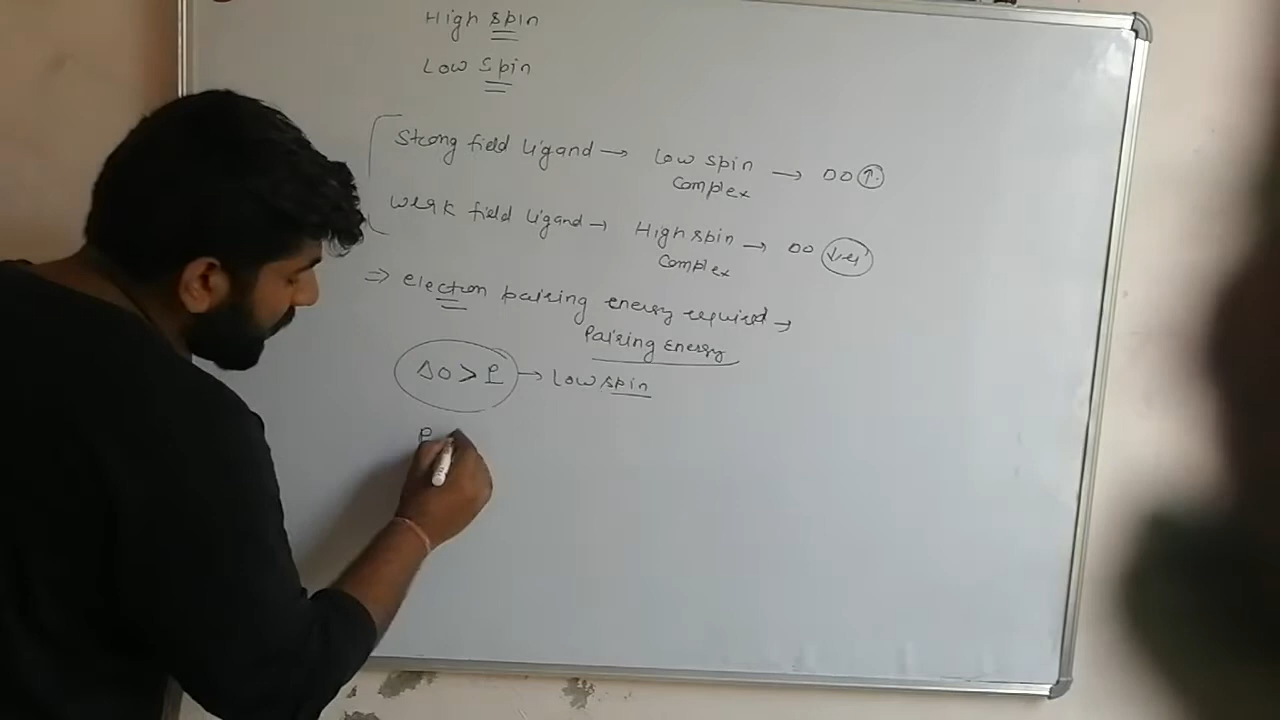 High spin
Low Spin
Strong field ligand → Low spin complex → ΔO ↑
Weak field ligand → High spin complex → ΔO
⇒ electron pairing energy required →
Pairing Energy
ΔO > P → Low spin
P